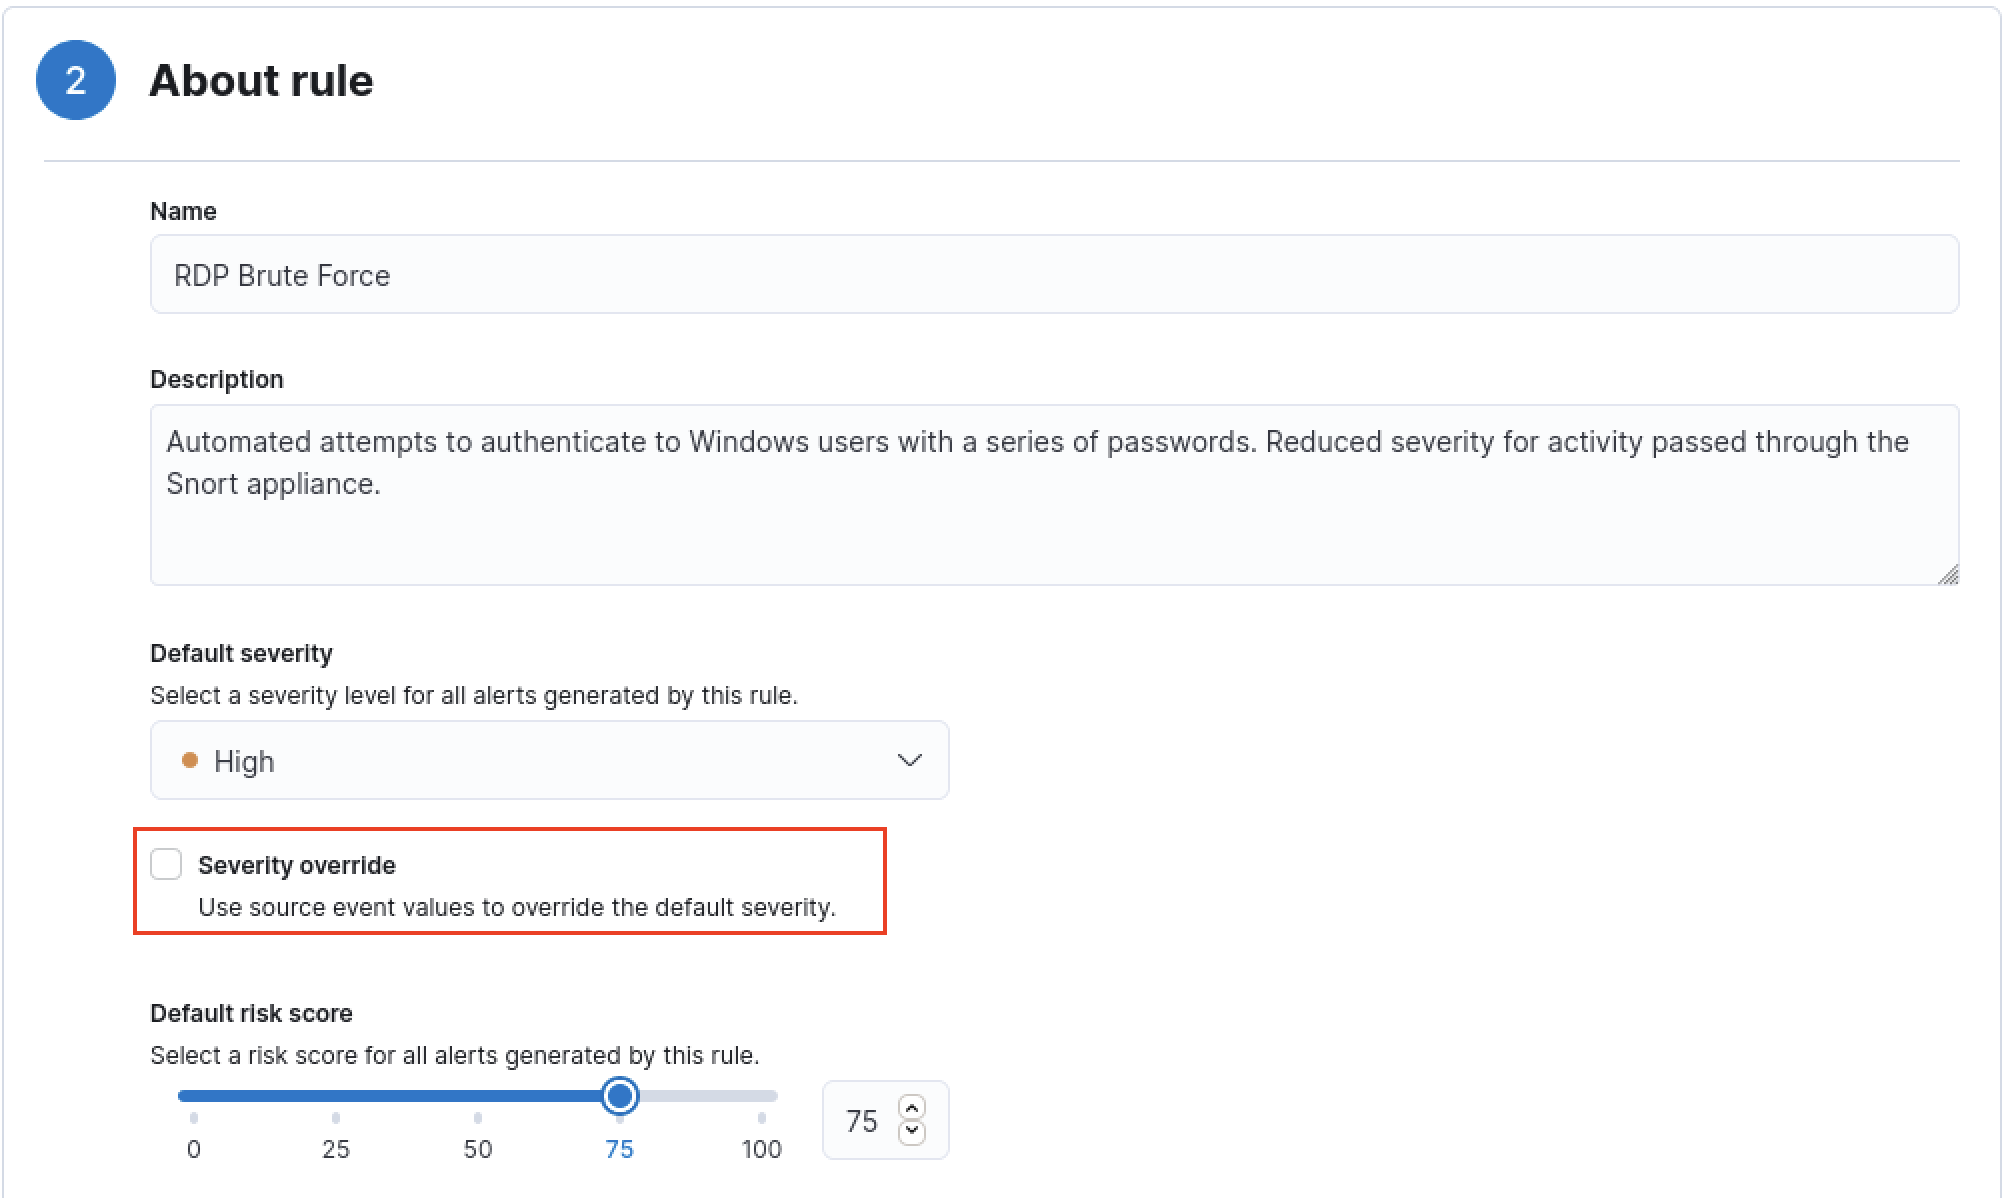 2
About rule
Name
RDP Brute Force
Description
Automated attempts to authenticate to Windows users with a series of passwords. Reduced severity for activity passed through the
Snort appliance.
Default severity
Select a severity level for all alerts generated by this rule.
High
Severity override
Use source event values to override the default severity.
Default risk score
Select a risk score for all alerts generated by this rule.
75
0 25 50 75 100